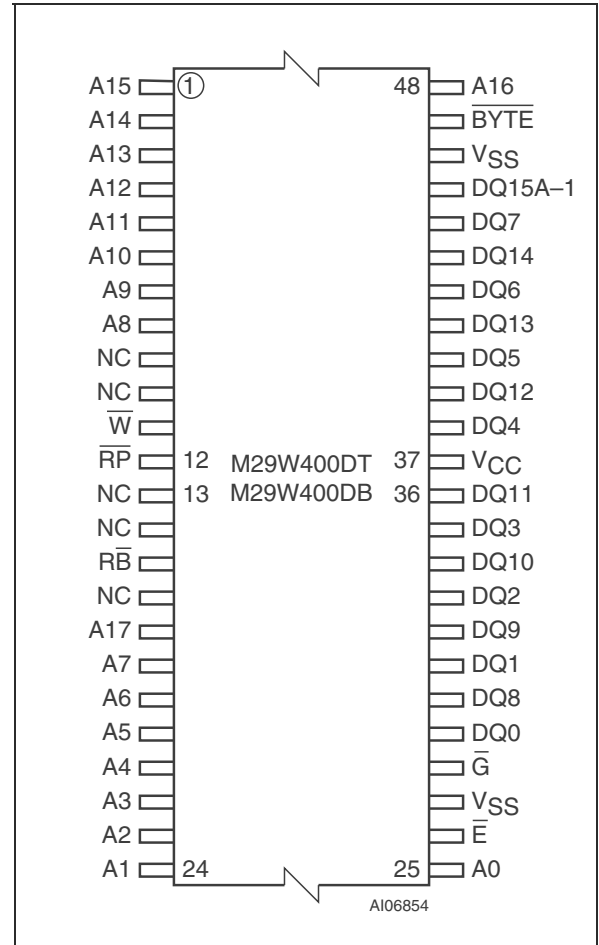 A15 ① 48 A16
A14 B̅Y̅T̅E̅
A13 VSS
A12 DQ15A–1
A11 DQ7
A10 DQ14
A9 DQ6
A8 DQ13
NC DQ5
NC DQ12
W̅ DQ4
R̅P̅ 12 M29W400DT 37 VCC
NC 13 M29W400DB 36 DQ11
NC DQ3
RB̅ DQ10
NC DQ2
A17 DQ9
A7 DQ1
A6 DQ8
A5 DQ0
A4 G̅
A3 VSS
A2 E̅
A1 24 25 A0
AI06854